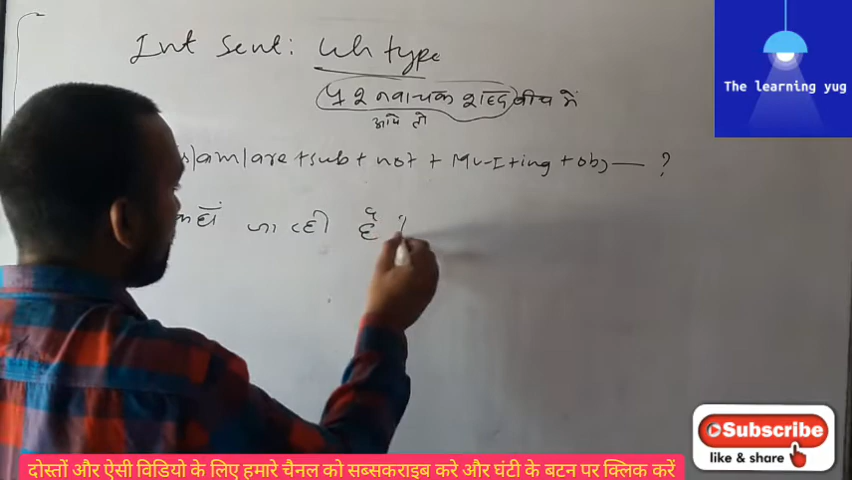 Int Sent: Wh type
The learning yug
प्रश्नवाचक शब्द बीच में
आये तो
am/are + sub + not + Mv-I + ing + obj — ?
जा रही है
Subscribe
like & share
दोस्तों और ऐसी विडियो के लिए हमारे चैनल को सब्सकराइब करे और घंटी के बटन पर क्लिक करें